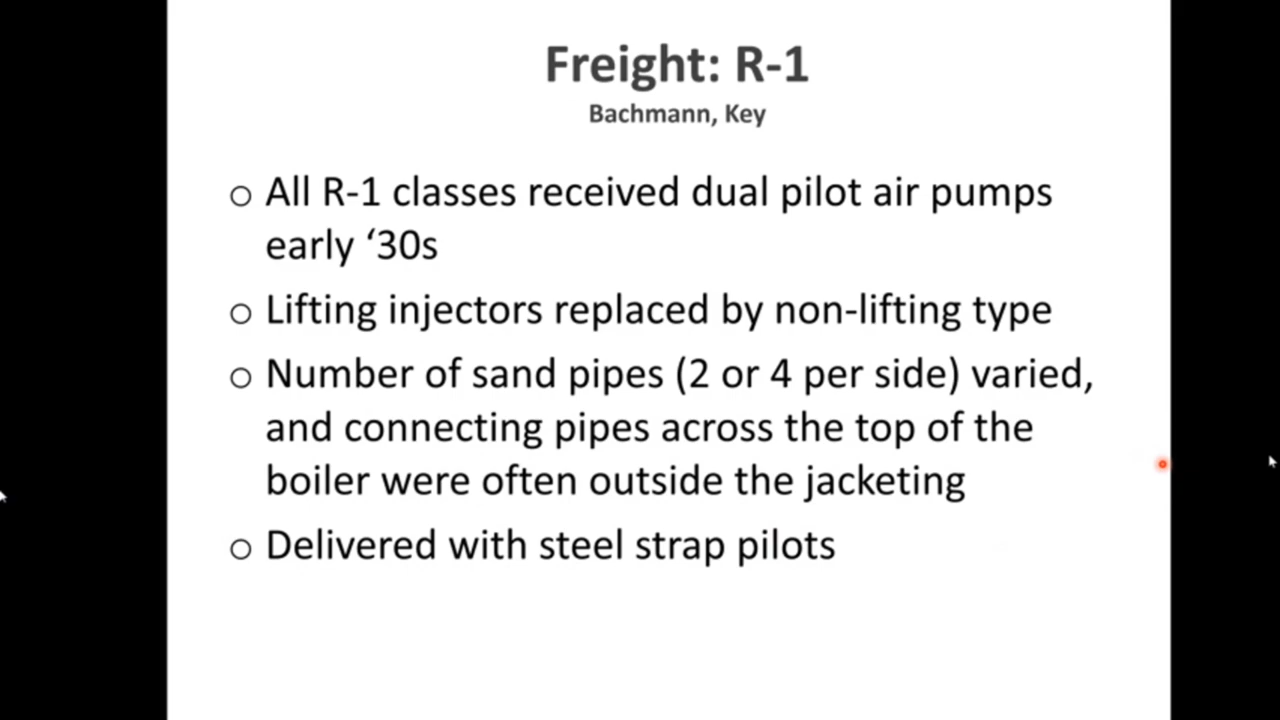 Freight: R-1
Bachmann, Key
o All R-1 classes received dual pilot air pumps
early ‘30s
o Lifting injectors replaced by non-lifting type
o Number of sand pipes (2 or 4 per side) varied,
and connecting pipes across the top of the
boiler were often outside the jacketing
o Delivered with steel strap pilots